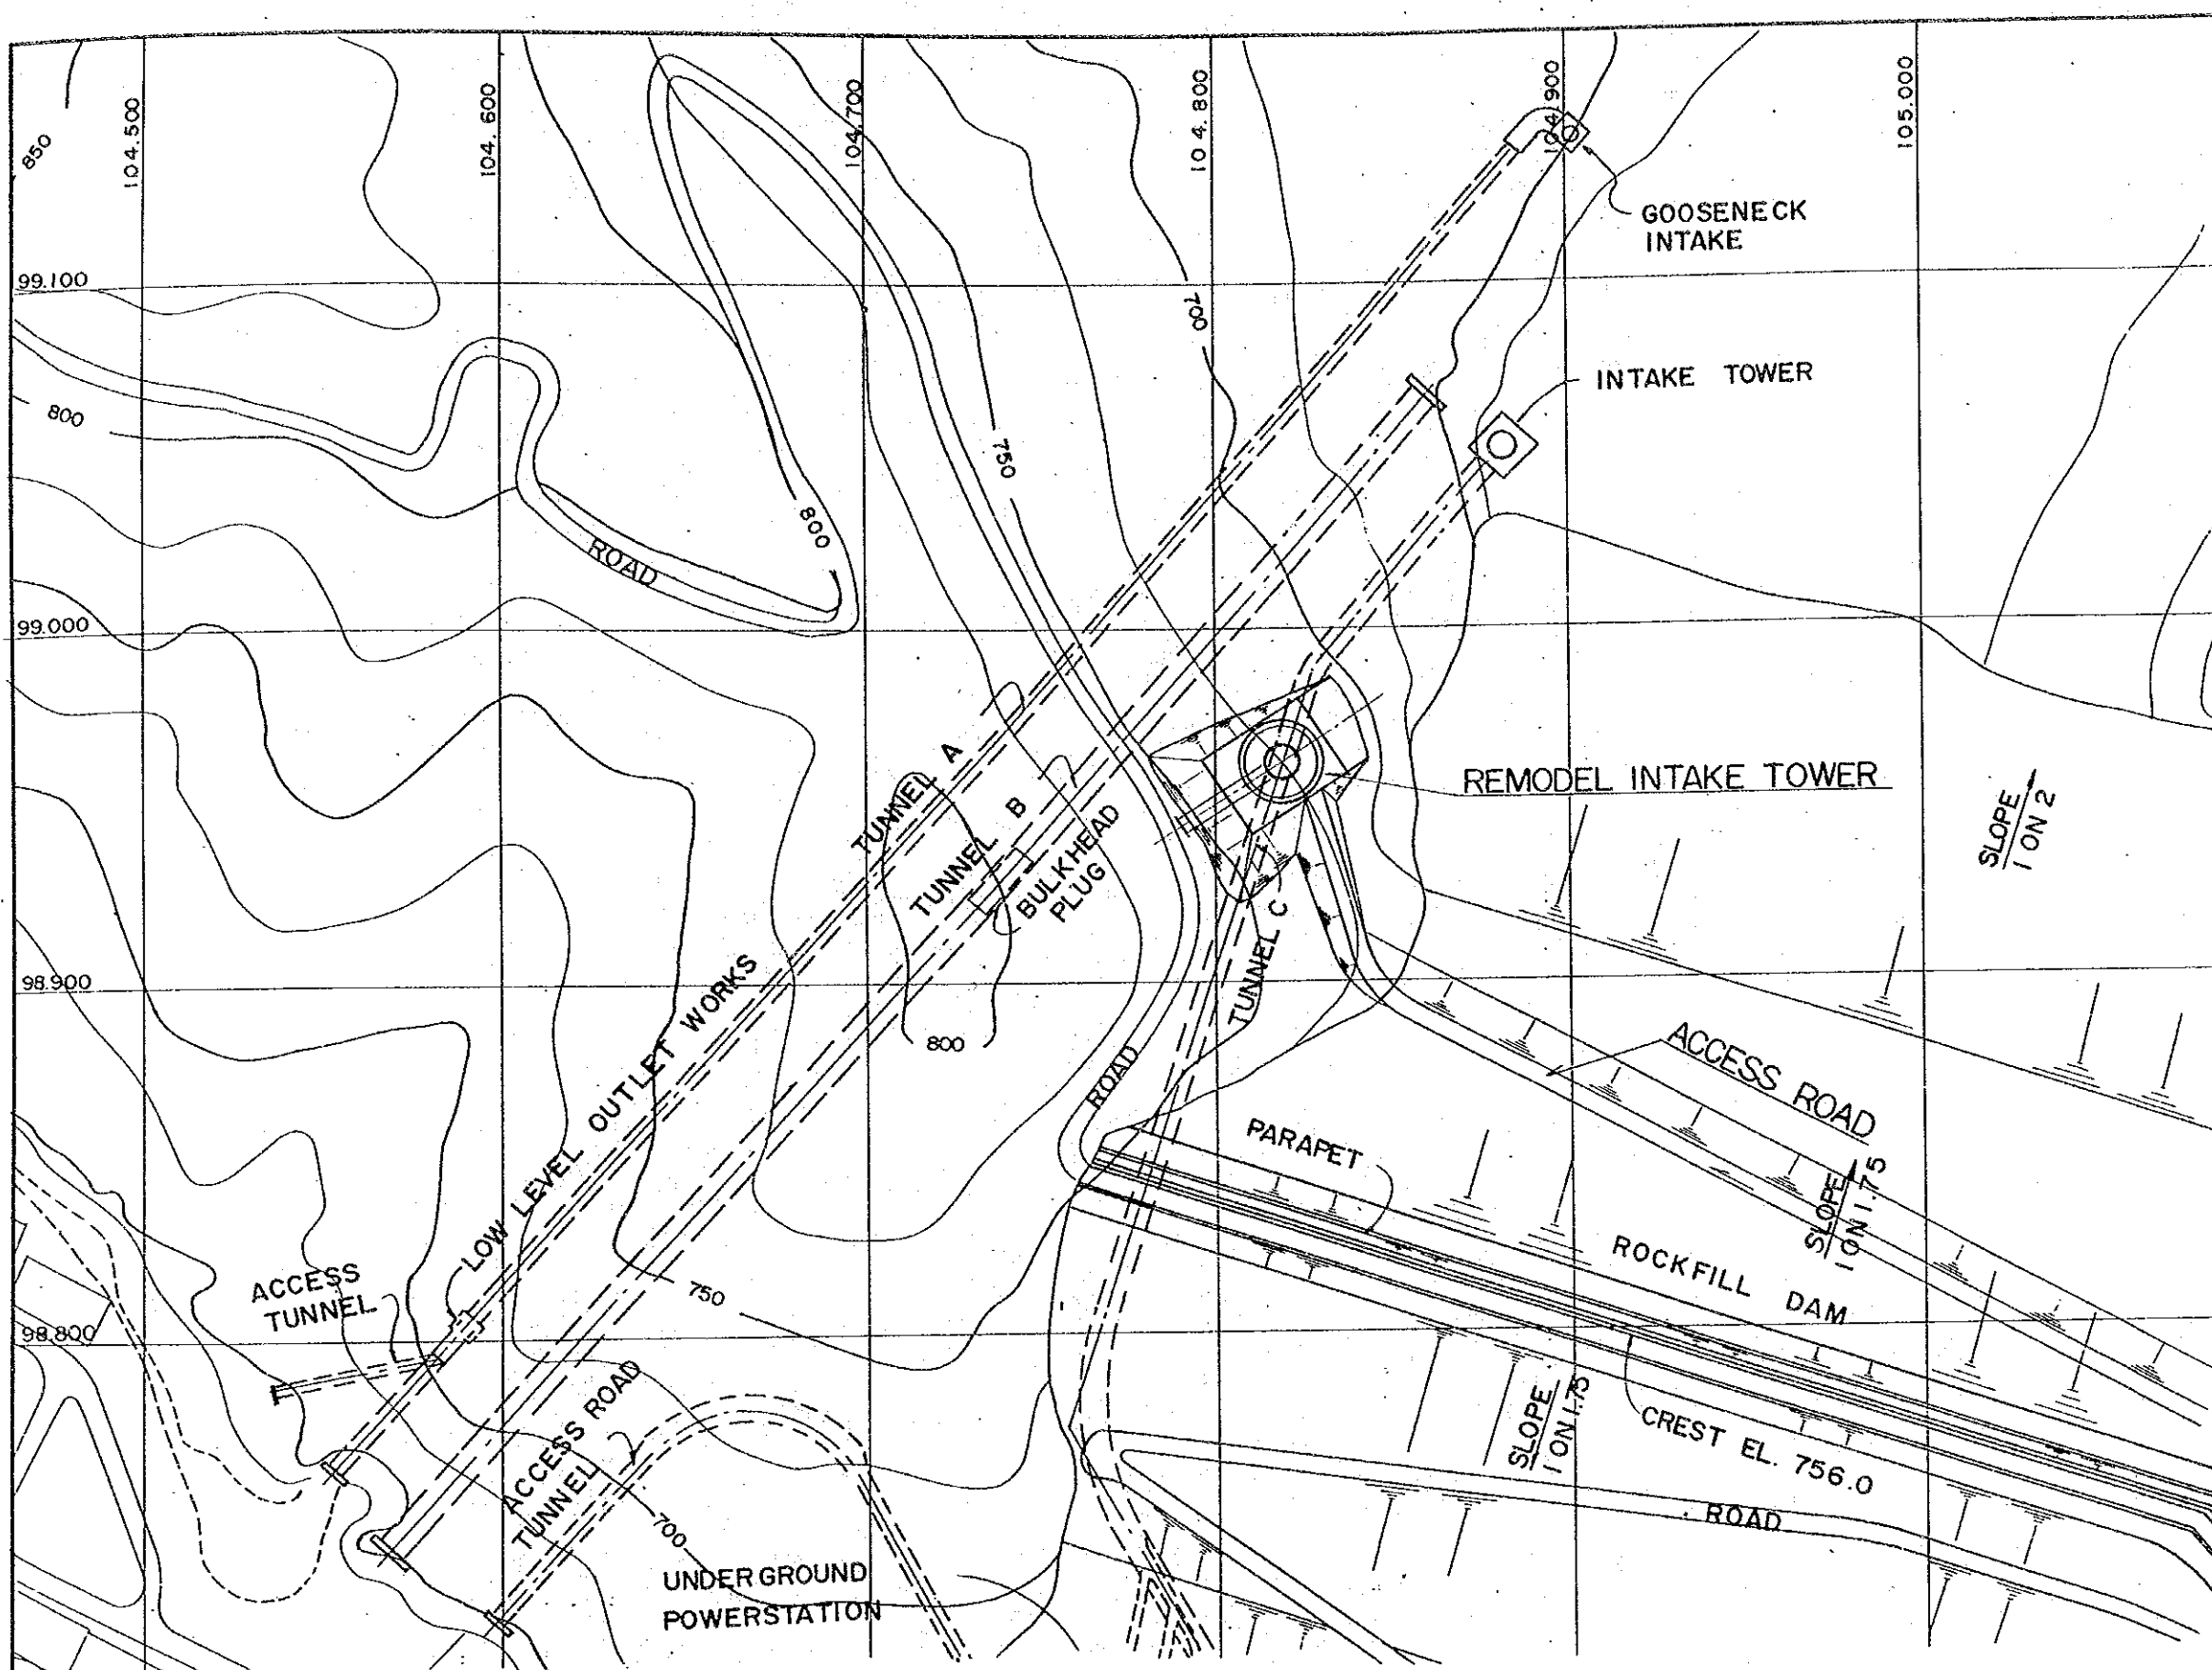 850
104.500
104.600
104.700
104.800
104.900
105.000
GOOSENECK
INTAKE
99.100
700
INTAKE TOWER
800
750
800
ROAD
99.000
REMODEL INTAKE TOWER
SLOPE
1 ON 2
TUNNEL A
TUNNEL B
BULKHEAD
PLUG
TUNNEL C
98.900
LOW LEVEL OUTLET WORKS
800
ROAD
ACCESS ROAD
PARAPET
SLOPE
1 ON 1.75
ROCKFILL DAM
ACCESS
TUNNEL
750
98.800
ACCESS ROAD
TUNNEL
SLOPE
1 ON 1.75
CREST EL. 756.0
700
ROAD
UNDERGROUND
POWERSTATION